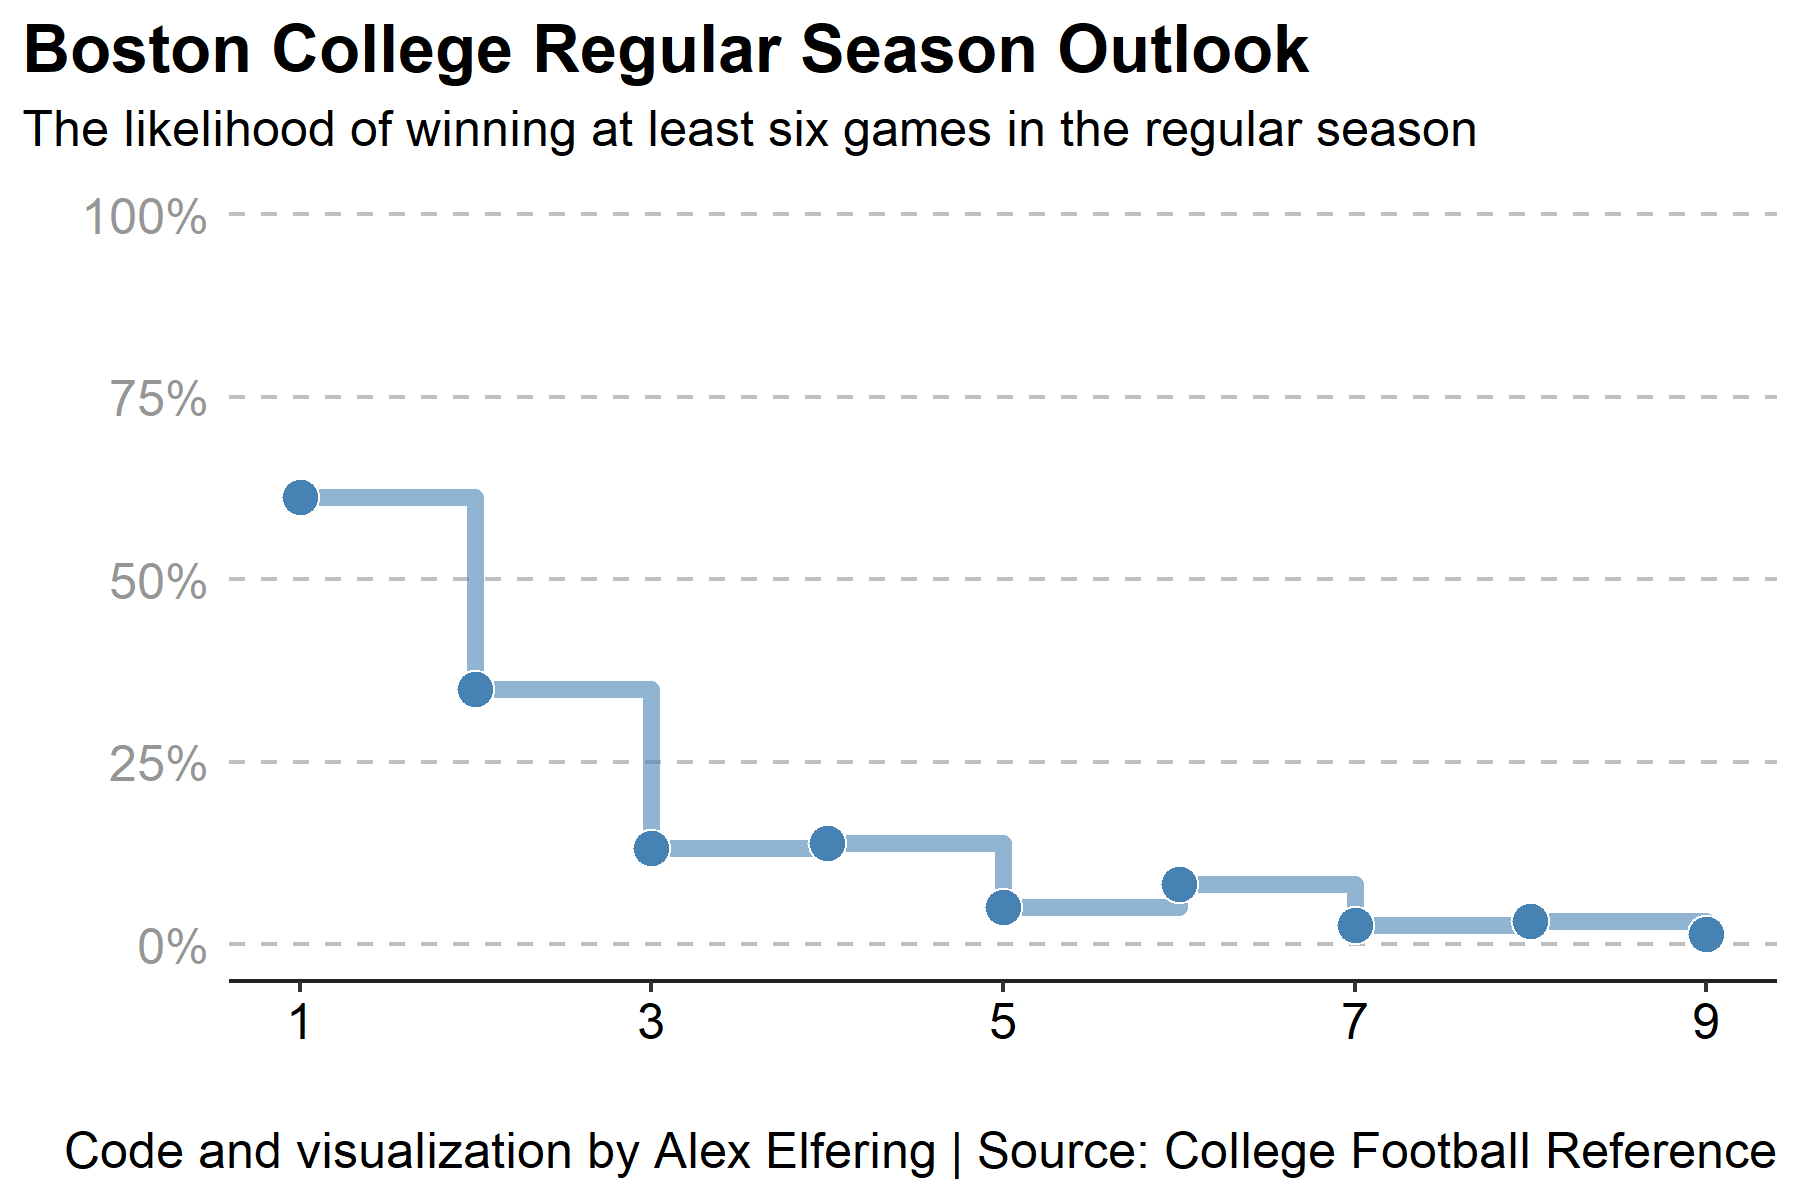 Boston College Regular Season Outlook
The likelihood of winning at least six games in the regular season
100%
75%
50%
25%
0%
1 3 5 7 9
Code and visualization by Alex Elfering | Source: College Football Reference